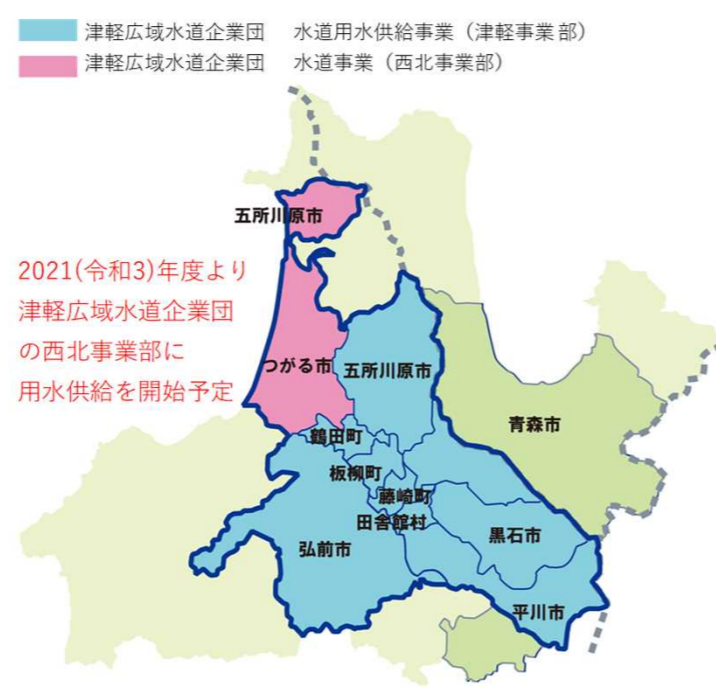 津軽広域水道企業団 水道用水供給事業（津軽事業部）
津軽広域水道企業団 水道事業（西北事業部）
五所川原市
2021(令和3)年度より
津軽広域水道企業団
の西北事業部に
用水供給を開始予定
つがる市
五所川原市
青森市
鶴田町
板柳町
藤崎町
田舎館村
黒石市
弘前市
平川市